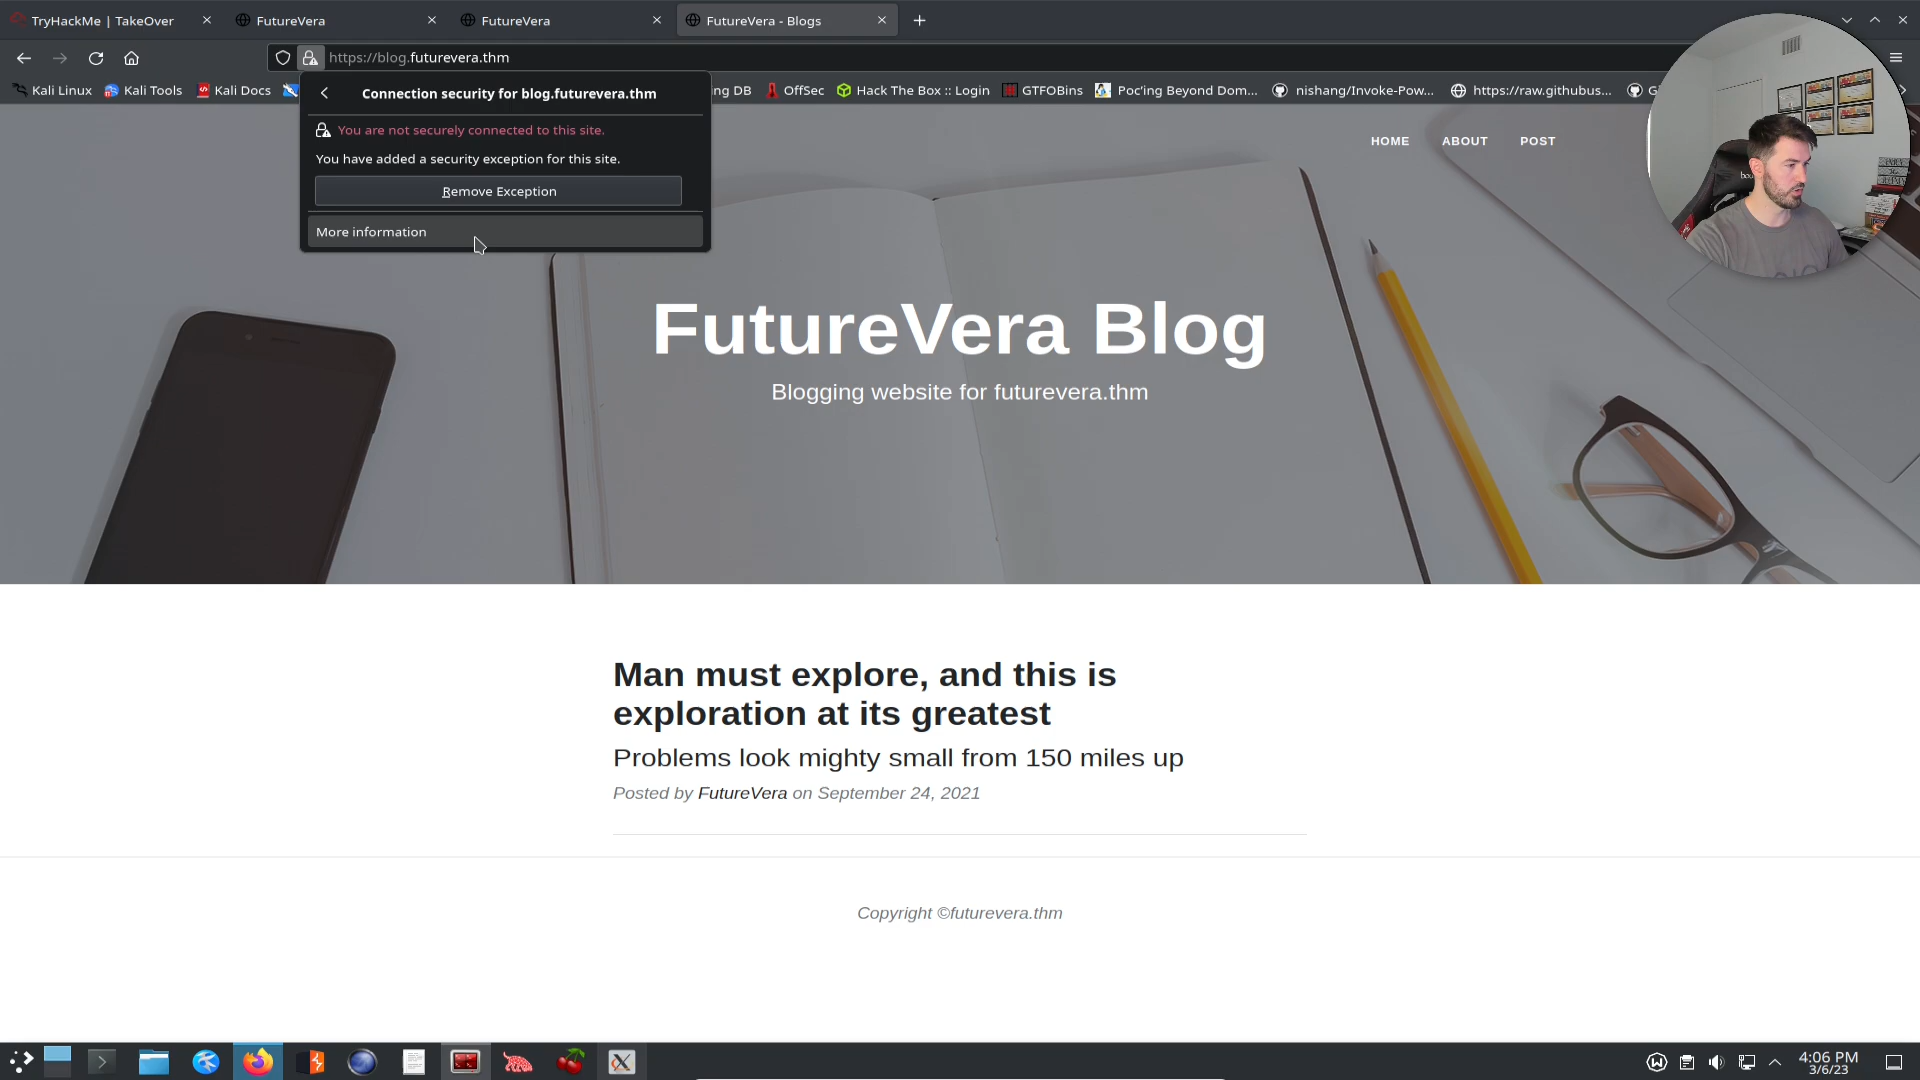 TryHackMe | TakeOver
FutureVera
FutureVera
FutureVera - Blogs
https://blog.futurevera.thm
Kali Linux
Kali Tools
Kali Docs
ng DB
OffSec
Hack The Box :: Login
GTFOBins
Poc'ing Beyond Dom...
nishang/Invoke-Pow...
https://raw.githubus...
G
Connection security for blog.futurevera.thm
You are not securely connected to this site.
You have added a security exception for this site.
Remove Exception
More information
HOME
ABOUT
POST
FutureVera Blog
Blogging website for futurevera.thm
Man must explore, and this is
exploration at its greatest
Problems look mighty small from 150 miles up
Posted by FutureVera on September 24, 2021
Copyright ©futurevera.thm
4:06 PM
3/6/23